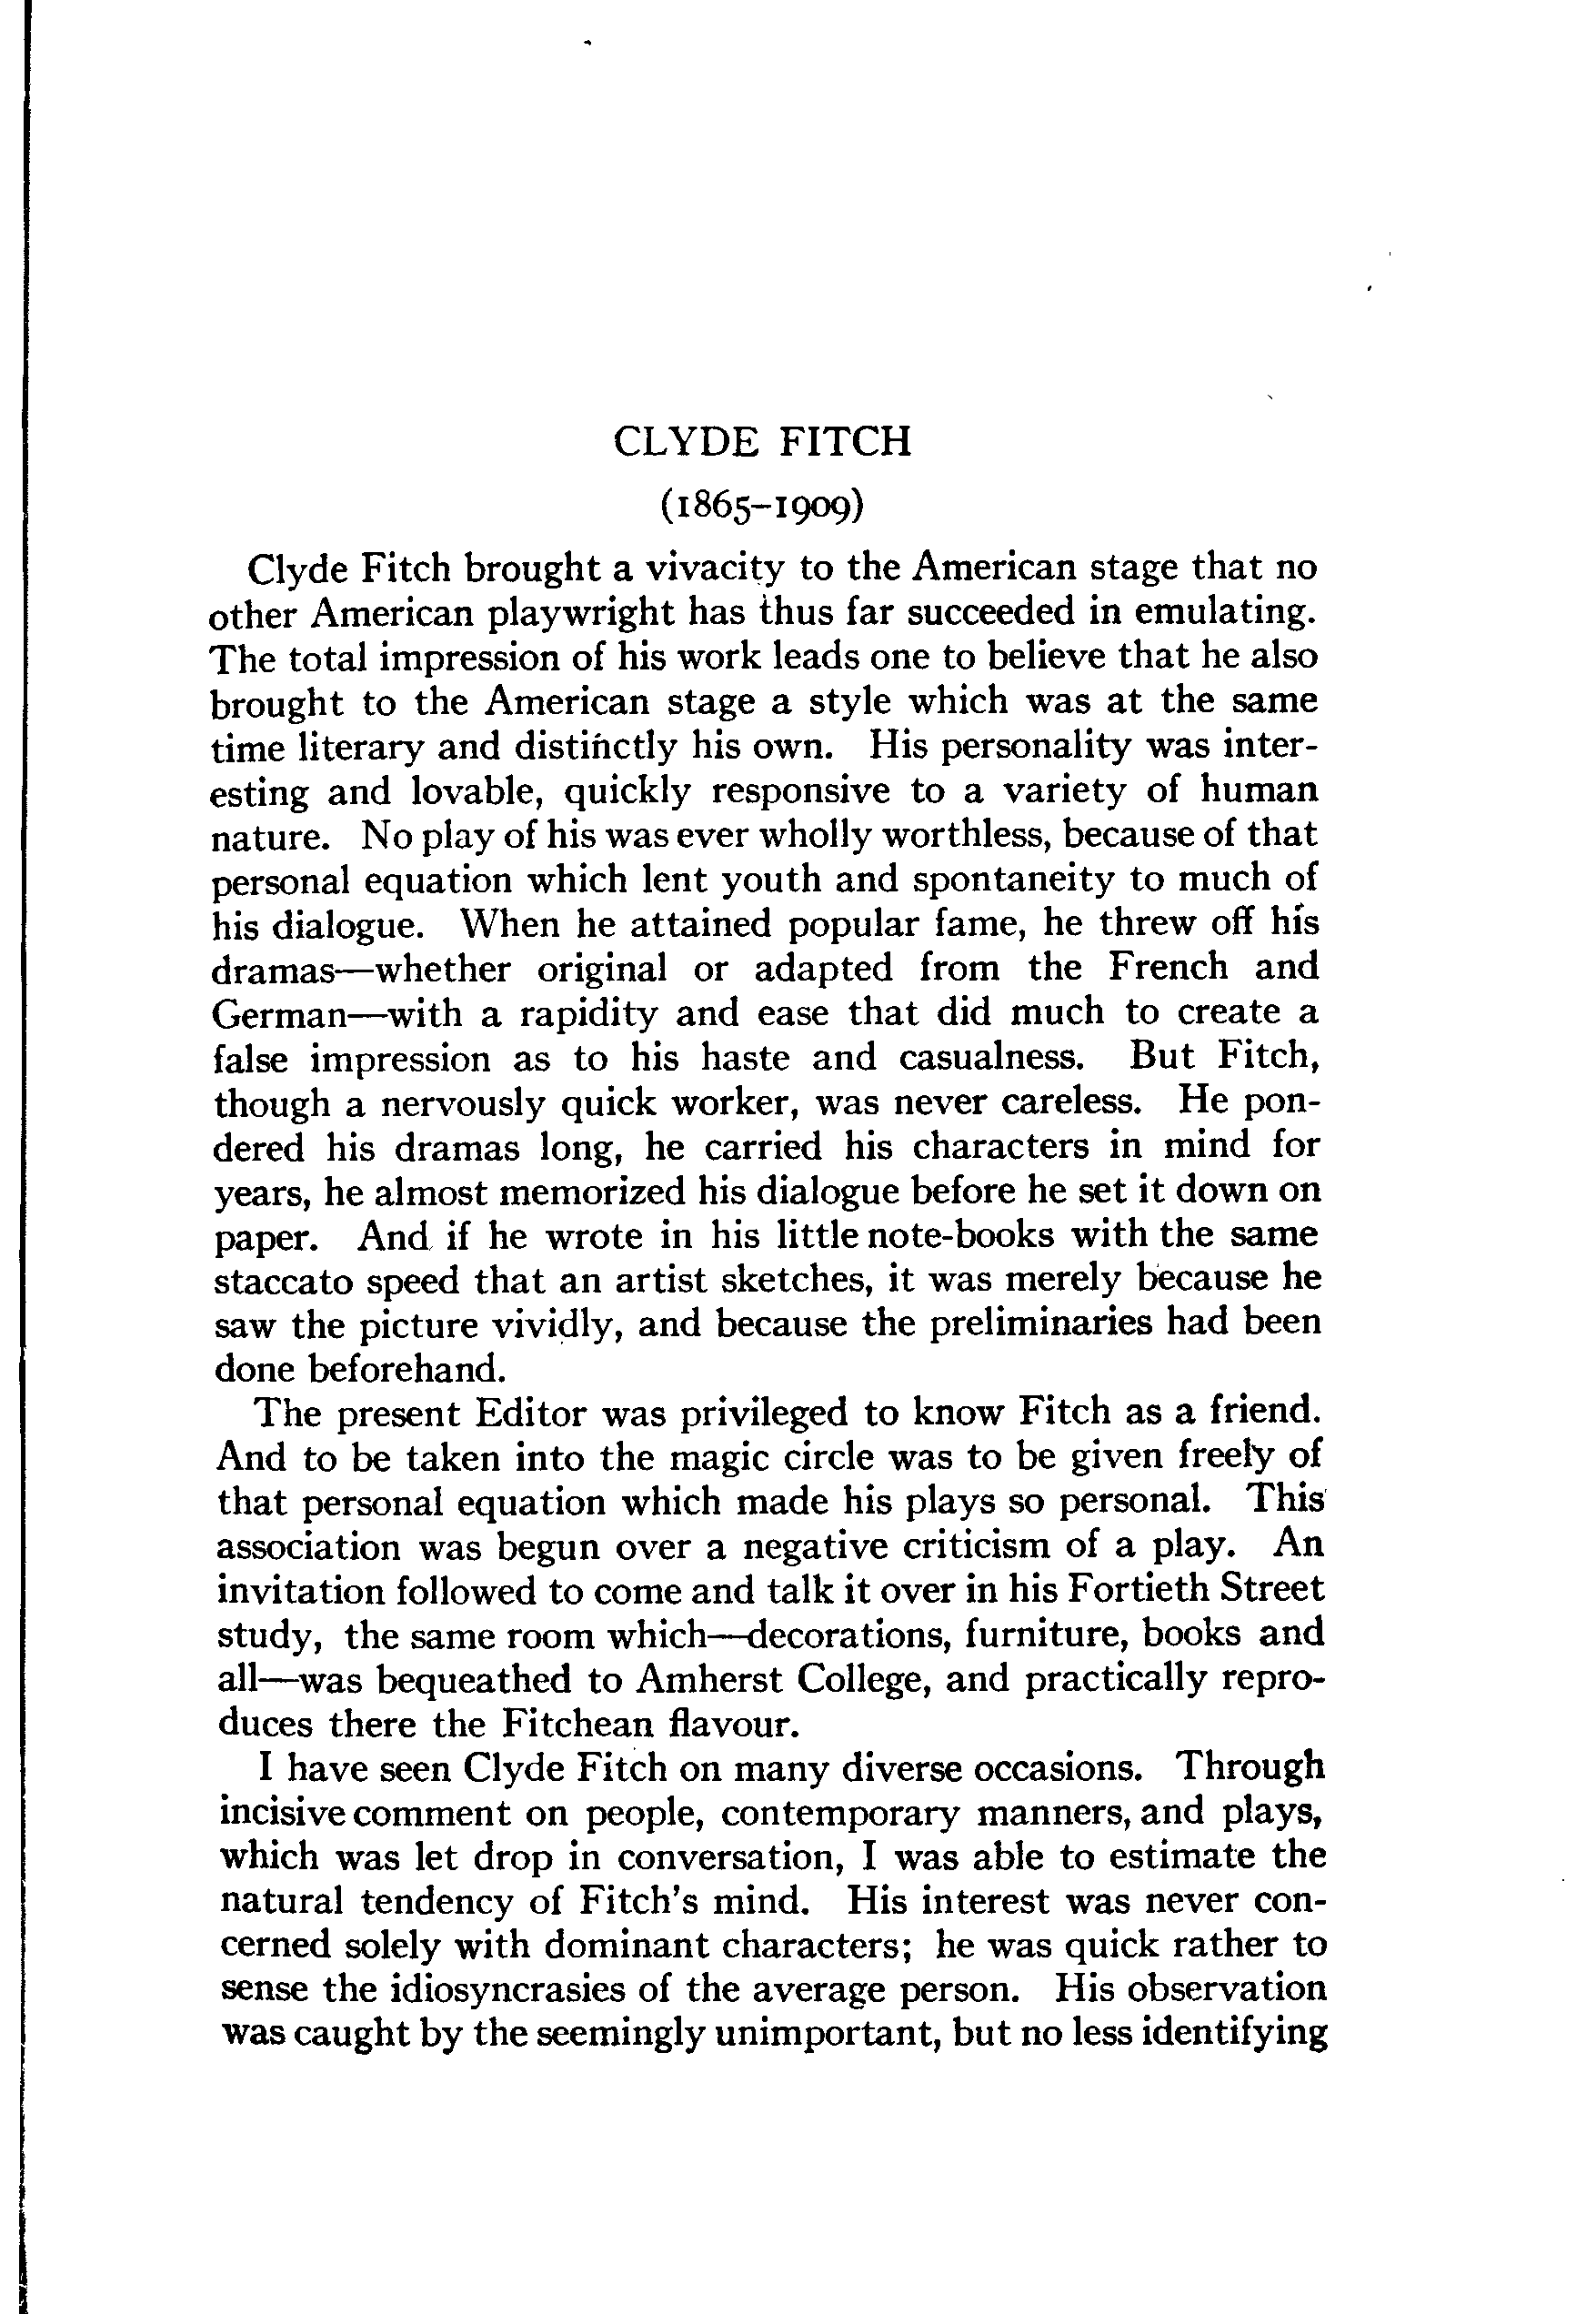 CLYDE FITCH
(1865–1909)
Clyde Fitch brought a vivacity to the American stage that no
other American playwright has thus far succeeded in emulating.
The total impression of his work leads one to believe that he also
brought to the American stage a style which was at the same
time literary and distinctly his own. His personality was inter-
esting and lovable, quickly responsive to a variety of human
nature. No play of his was ever wholly worthless, because of that
personal equation which lent youth and spontaneity to much of
his dialogue. When he attained popular fame, he threw off his
dramas—whether original or adapted from the French and
German—with a rapidity and ease that did much to create a
false impression as to his haste and casualness. But Fitch,
though a nervously quick worker, was never careless. He pon-
dered his dramas long, he carried his characters in mind for
years, he almost memorized his dialogue before he set it down on
paper. And if he wrote in his little note-books with the same
staccato speed that an artist sketches, it was merely because he
saw the picture vividly, and because the preliminaries had been
done beforehand.
The present Editor was privileged to know Fitch as a friend.
And to be taken into the magic circle was to be given freely of
that personal equation which made his plays so personal. This
association was begun over a negative criticism of a play. An
invitation followed to come and talk it over in his Fortieth Street
study, the same room which—decorations, furniture, books and
all—was bequeathed to Amherst College, and practically repro-
duces there the Fitchean flavour.
I have seen Clyde Fitch on many diverse occasions. Through
incisive comment on people, contemporary manners, and plays,
which was let drop in conversation, I was able to estimate the
natural tendency of Fitch's mind. His interest was never con-
cerned solely with dominant characters; he was quick rather to
sense the idiosyncrasies of the average person. His observation
was caught by the seemingly unimportant, but no less identifying